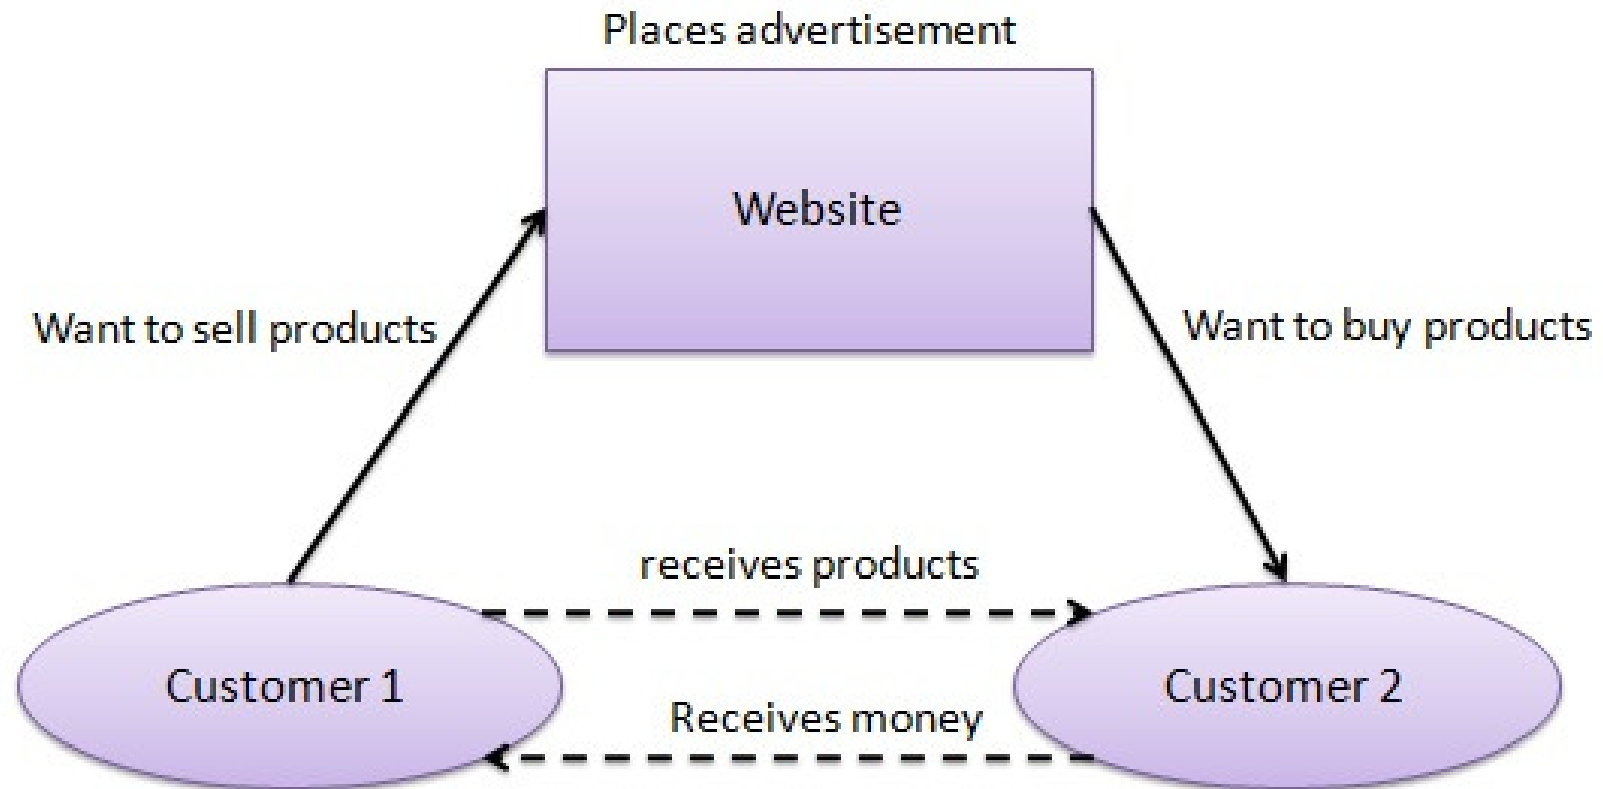 Places advertisement
Website
Want to sell products
Want to buy products
receives products
Customer 1
Customer 2
Receives money